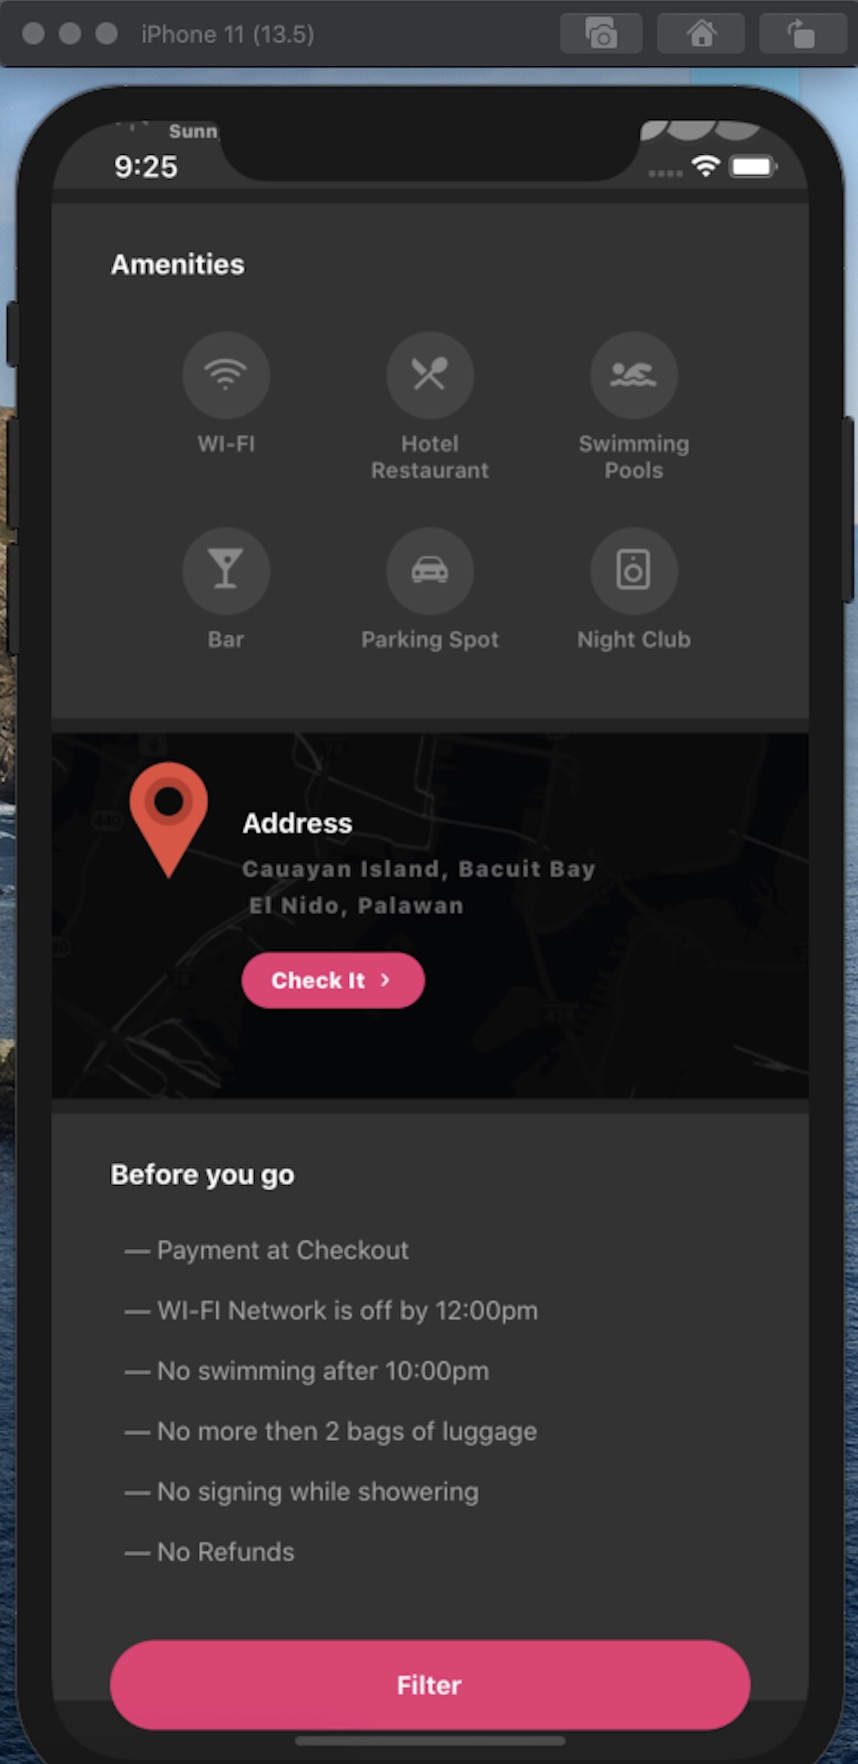 iPhone 11 (13.5)
Sunn
9:25
Amenities
WI-FI
Hotel
Restaurant
Swimming
Pools
Bar
Parking Spot
Night Club
Address
Cauayan Island, Bacuit Bay
El Nido, Palawan
Check It
Before you go
— Payment at Checkout
— WI-FI Network is off by 12:00pm
— No swimming after 10:00pm
— No more then 2 bags of luggage
— No signing while showering
— No Refunds
Filter